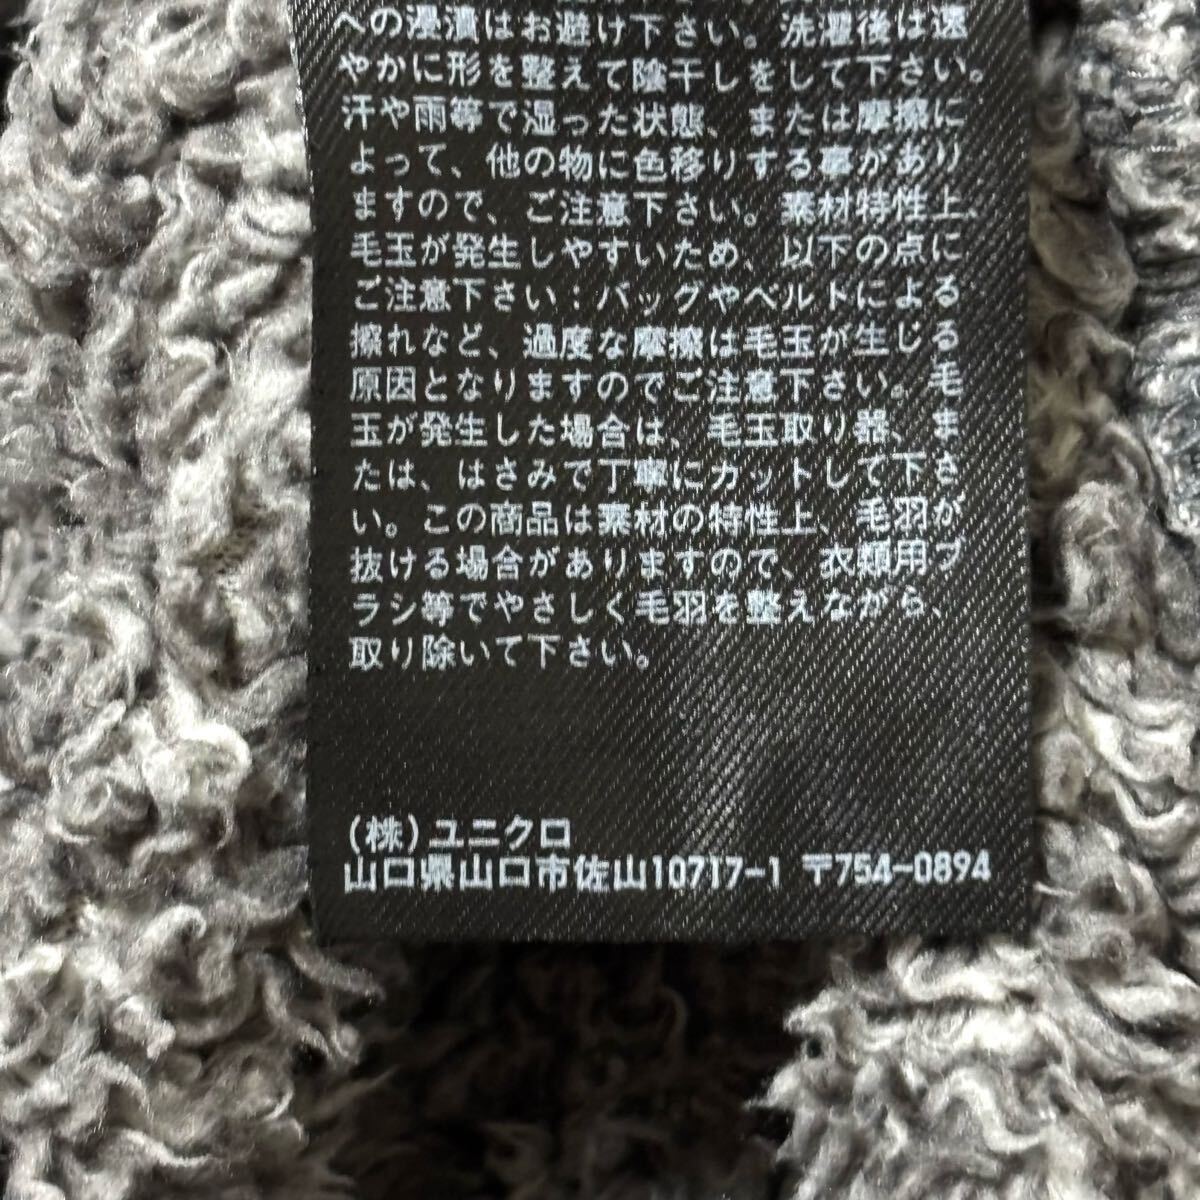 への浸漬はお避け下さい。洗濯後は速
やかに形を整えて陰干しをして下さい。
汗や雨等で湿った状態、または摩擦に
よって、他の物に色移りする事があり
ますので、ご注意下さい。素材特性上、
毛玉が発生しやすいため、以下の点に
ご注意下さい：バッグやベルトによる
擦れなど、過度な摩擦は毛玉が生じる
原因となりますのでご注意下さい。毛
玉が発生した場合は、毛玉取り器、ま
たは、はさみで丁寧にカットして下さ
い。この商品は素材の特性上、毛羽が
抜ける場合がありますので、衣類用ブ
ラシ等でやさしく毛羽を整えながら、
取り除いて下さい。
(株)ユニクロ
山口県山口市佐山10717-1 〒754-0894